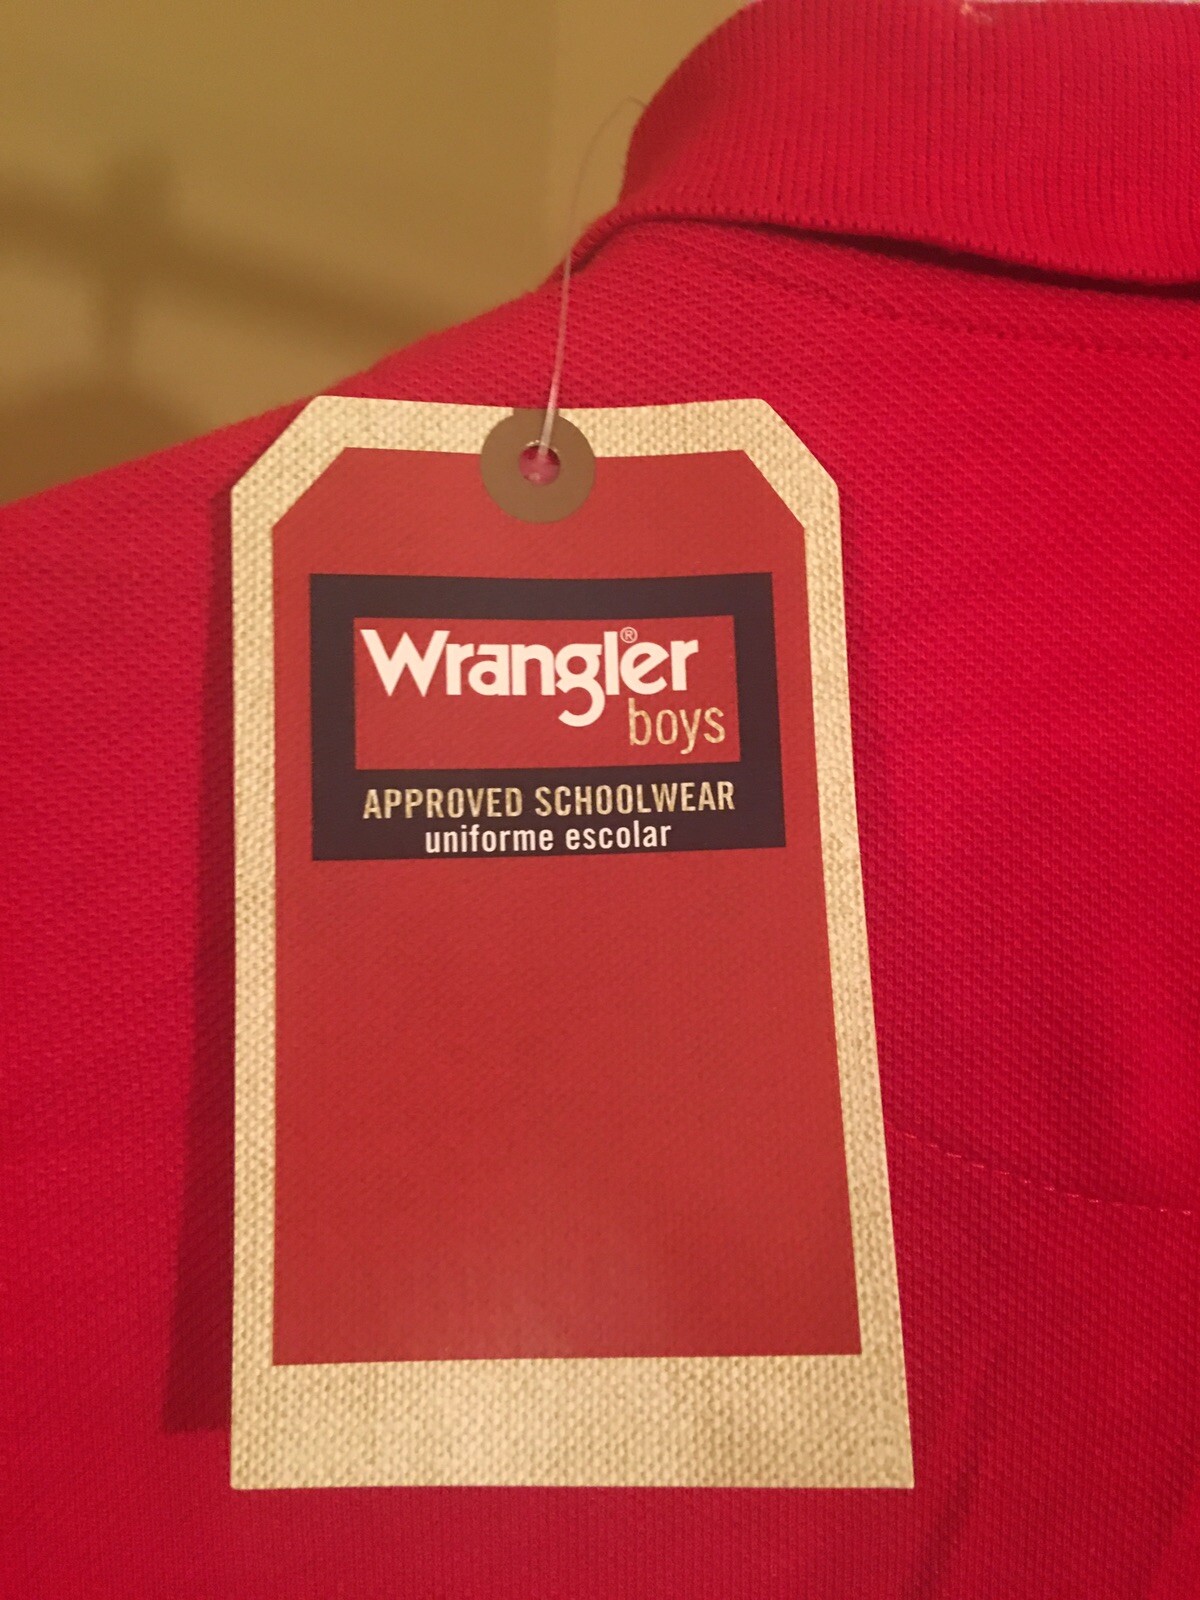 Wrangler®
boys
APPROVED SCHOOLWEAR
uniforme escolar